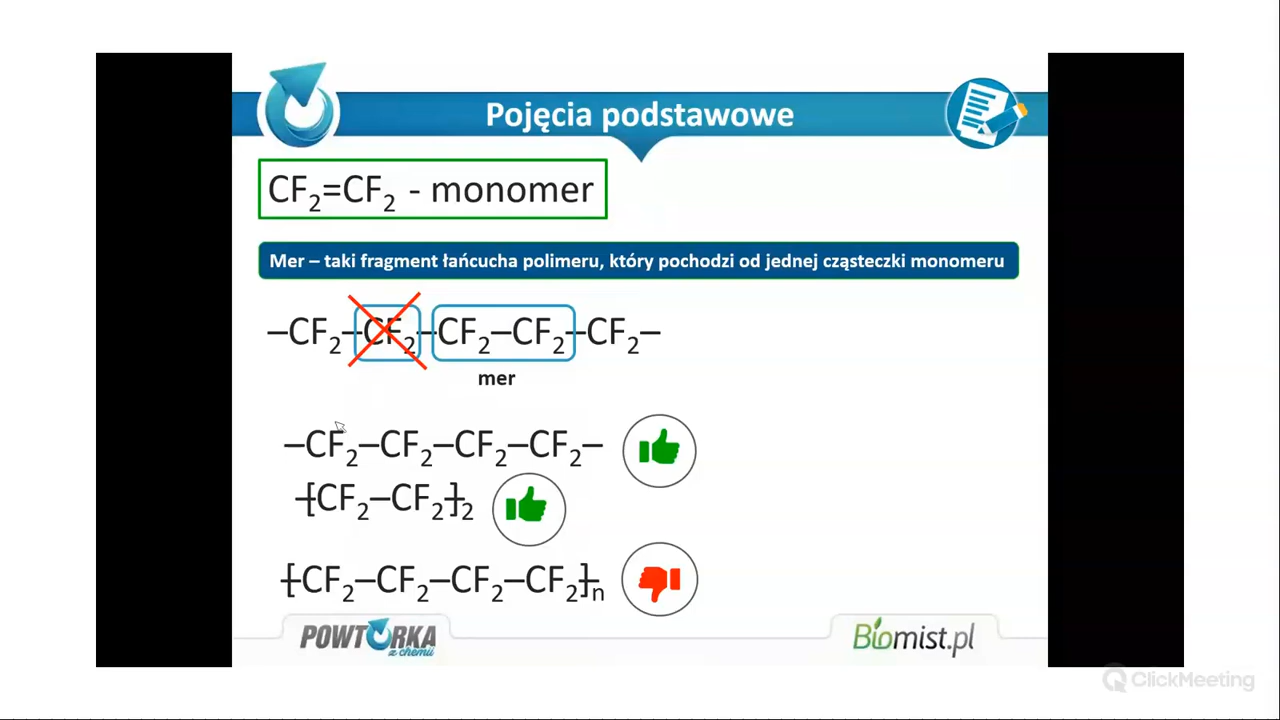 Pojęcia podstawowe
CF₂=CF₂ - monomer
Mer – taki fragment łańcucha polimeru, który pochodzi od jednej cząsteczki monomeru
–CF₂–CF₂–CF₂–CF₂–CF₂–
mer
–CF₂–CF₂–CF₂–CF₂–
-[CF₂–CF₂]-₂
-[CF₂–CF₂–CF₂–CF₂]-ₙ
POWTÓRKA
z chemii
Biomist.pl
ClickMeeting